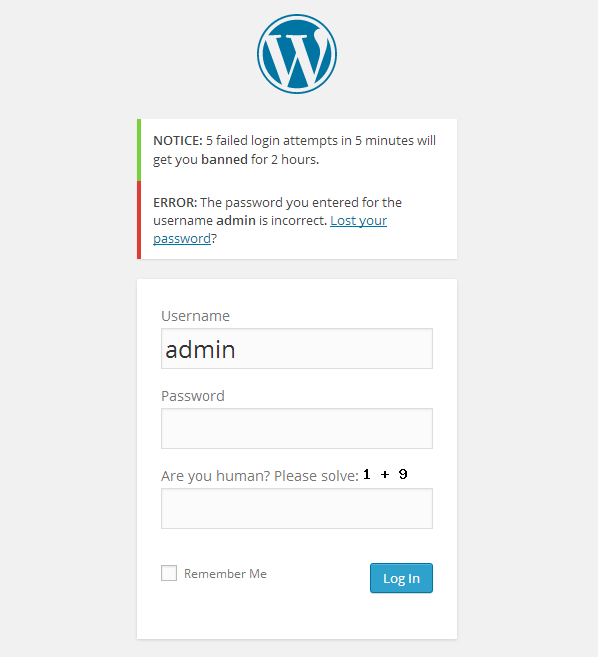 NOTICE: 5 failed login attempts in 5 minutes will
get you banned for 2 hours.
ERROR: The password you entered for the
username admin is incorrect. Lost your
password?
Username
admin
Password
Are you human? Please solve: 1 + 9
Remember Me
Log In